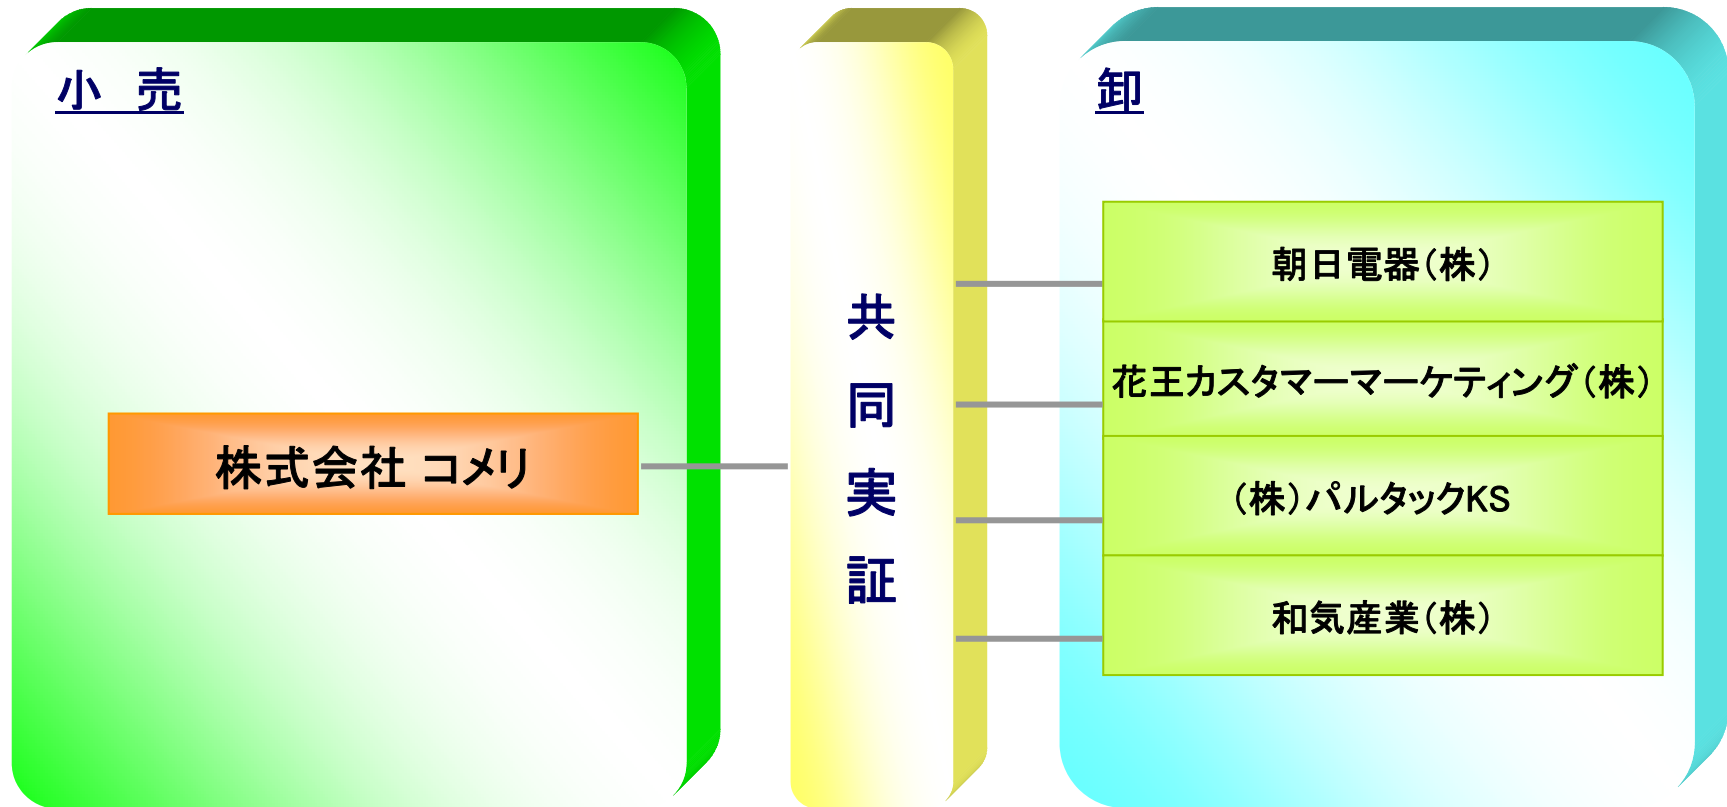 小　売
株式会社 コメリ
共
同
実
証
卸
朝日電器（株）
花王カスタマーマーケティング（株）
（株）パルタックKS
和気産業（株）